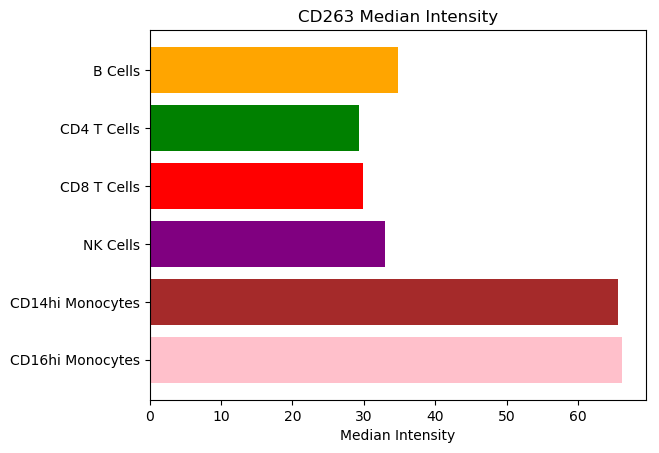 CD263 Median Intensity
B Cells
CD4 T Cells
CD8 T Cells
NK Cells
CD14hi Monocytes
CD16hi Monocytes
0 10 20 30 40 50 60
Median Intensity